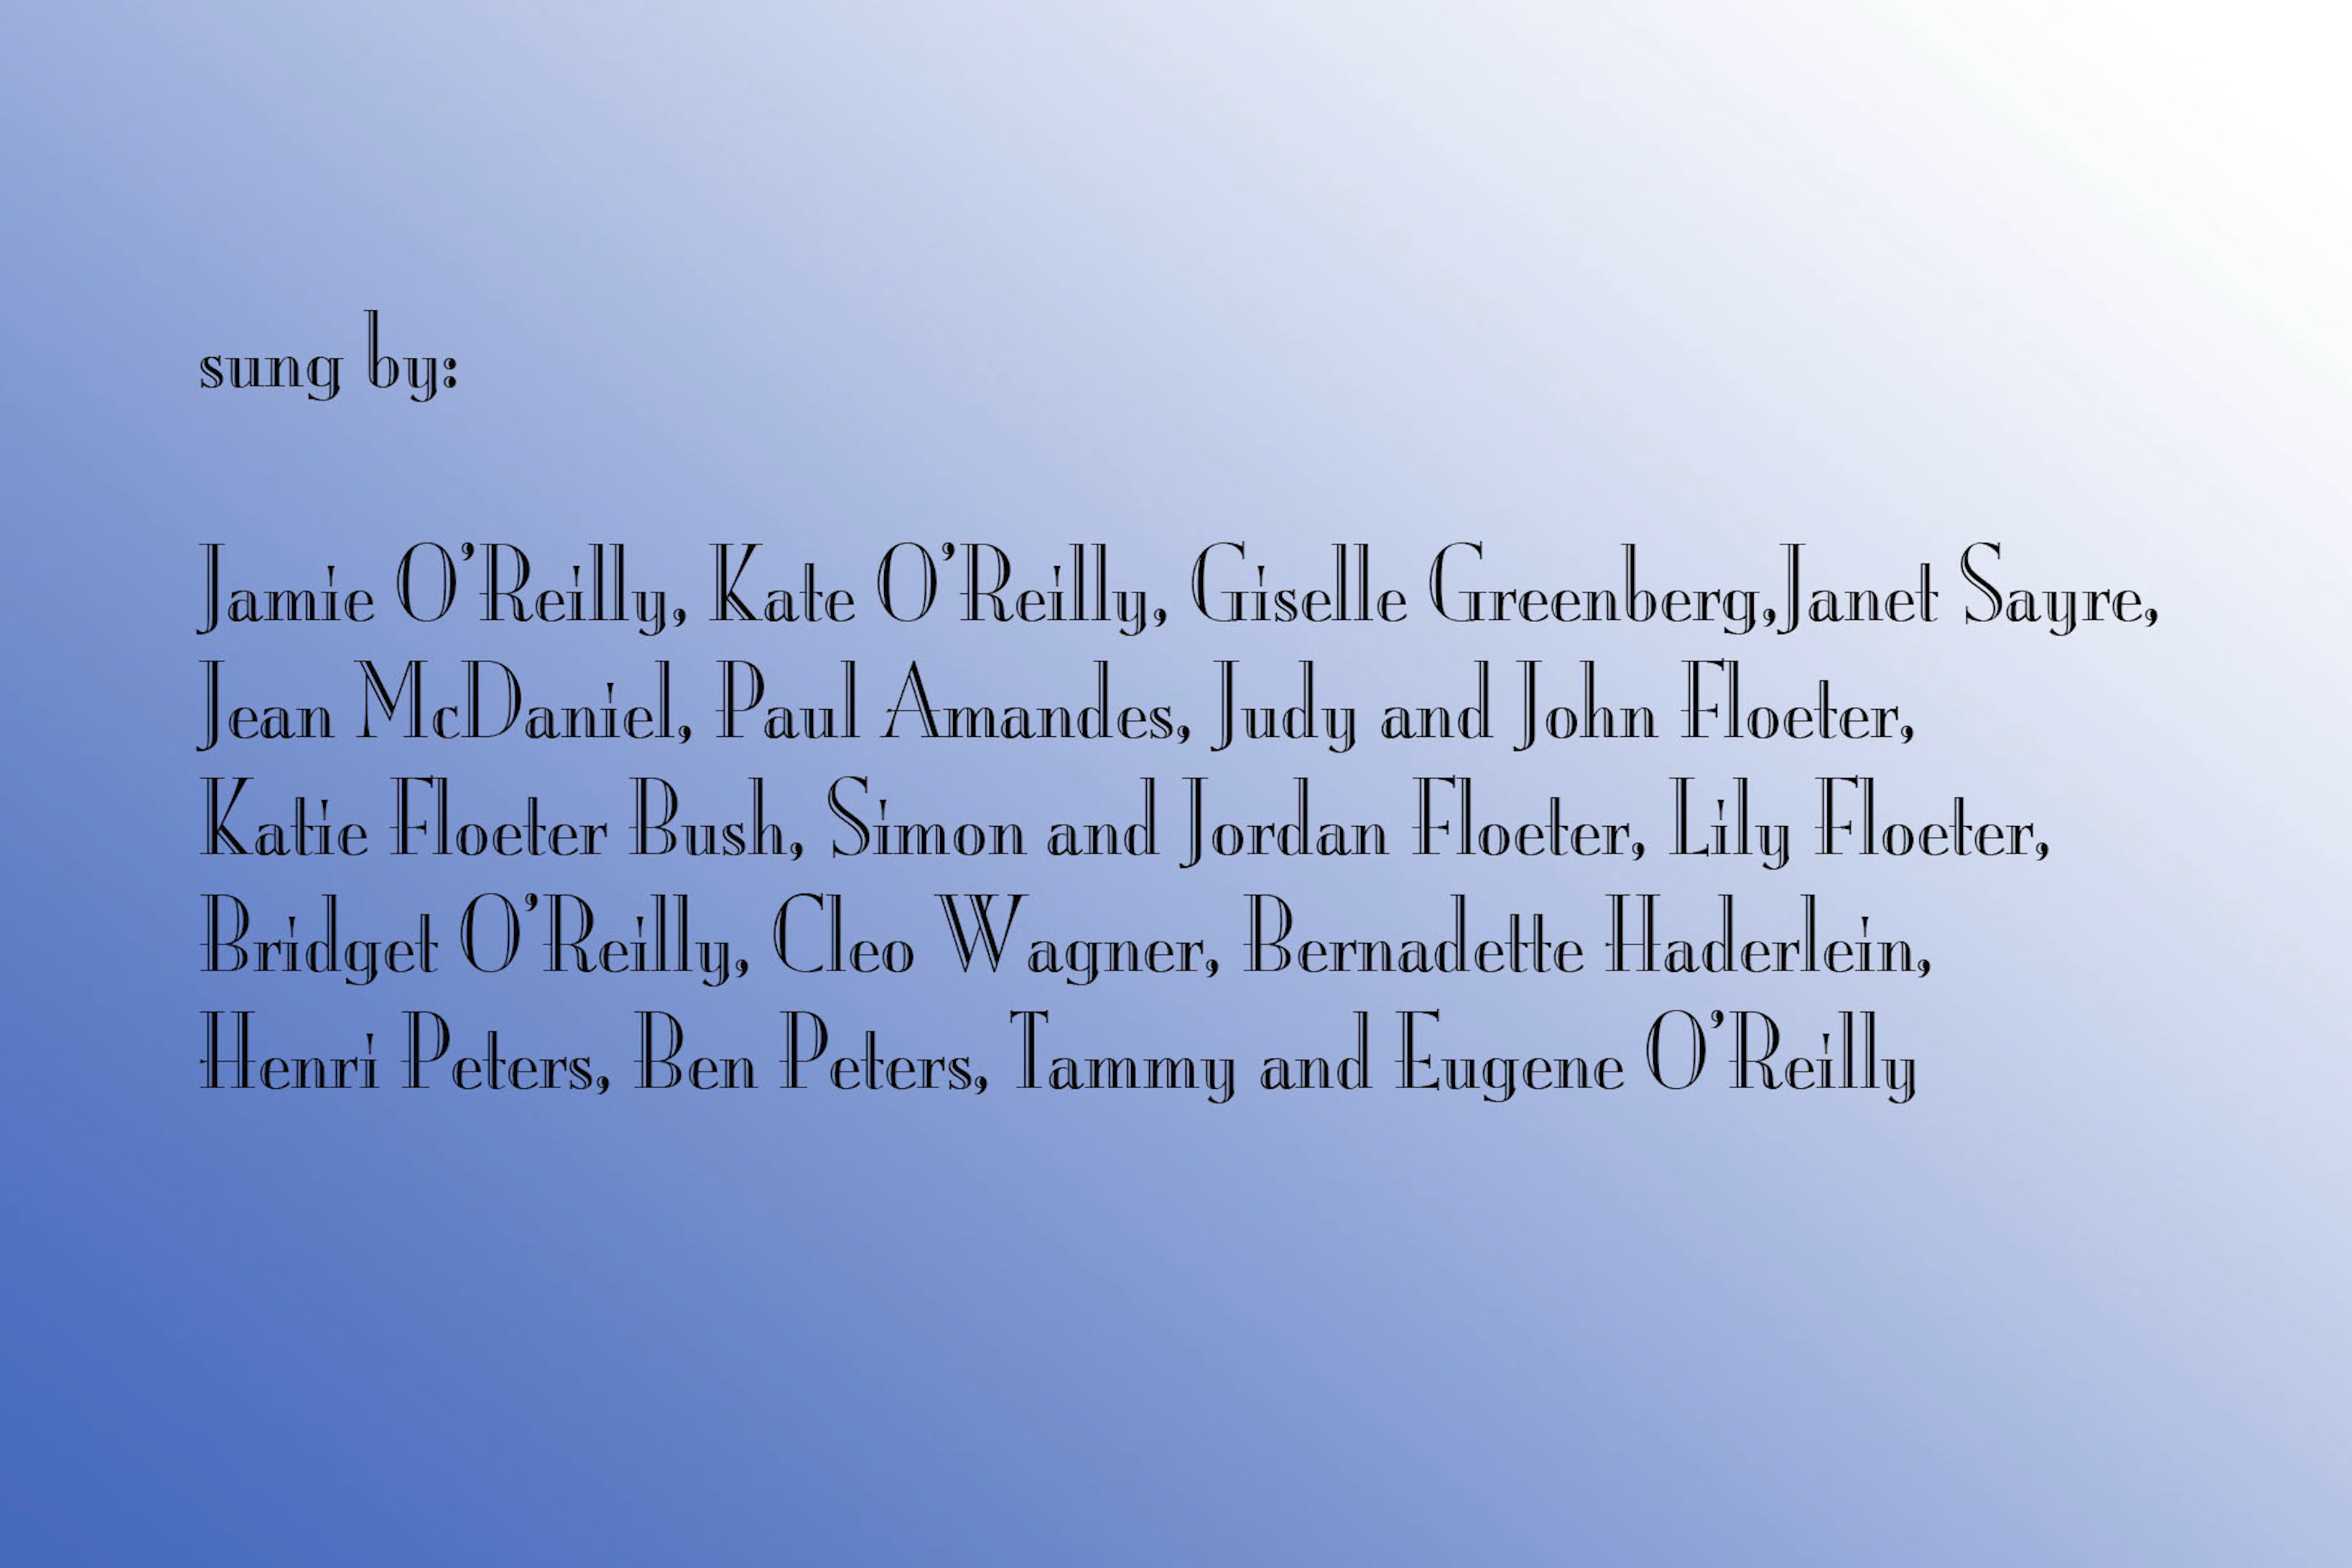 sung by:
Jamie O’Reilly, Kate O’Reilly, Giselle Greenberg,Janet Sayre,
Jean McDaniel, Paul Amandes, Judy and John Floeter,
Katie Floeter Bush, Simon and Jordan Floeter, Lily Floeter,
Bridget O’Reilly, Cleo Wagner, Bernadette Haderlein,
Henri Peters, Ben Peters, Tammy and Eugene O’Reilly